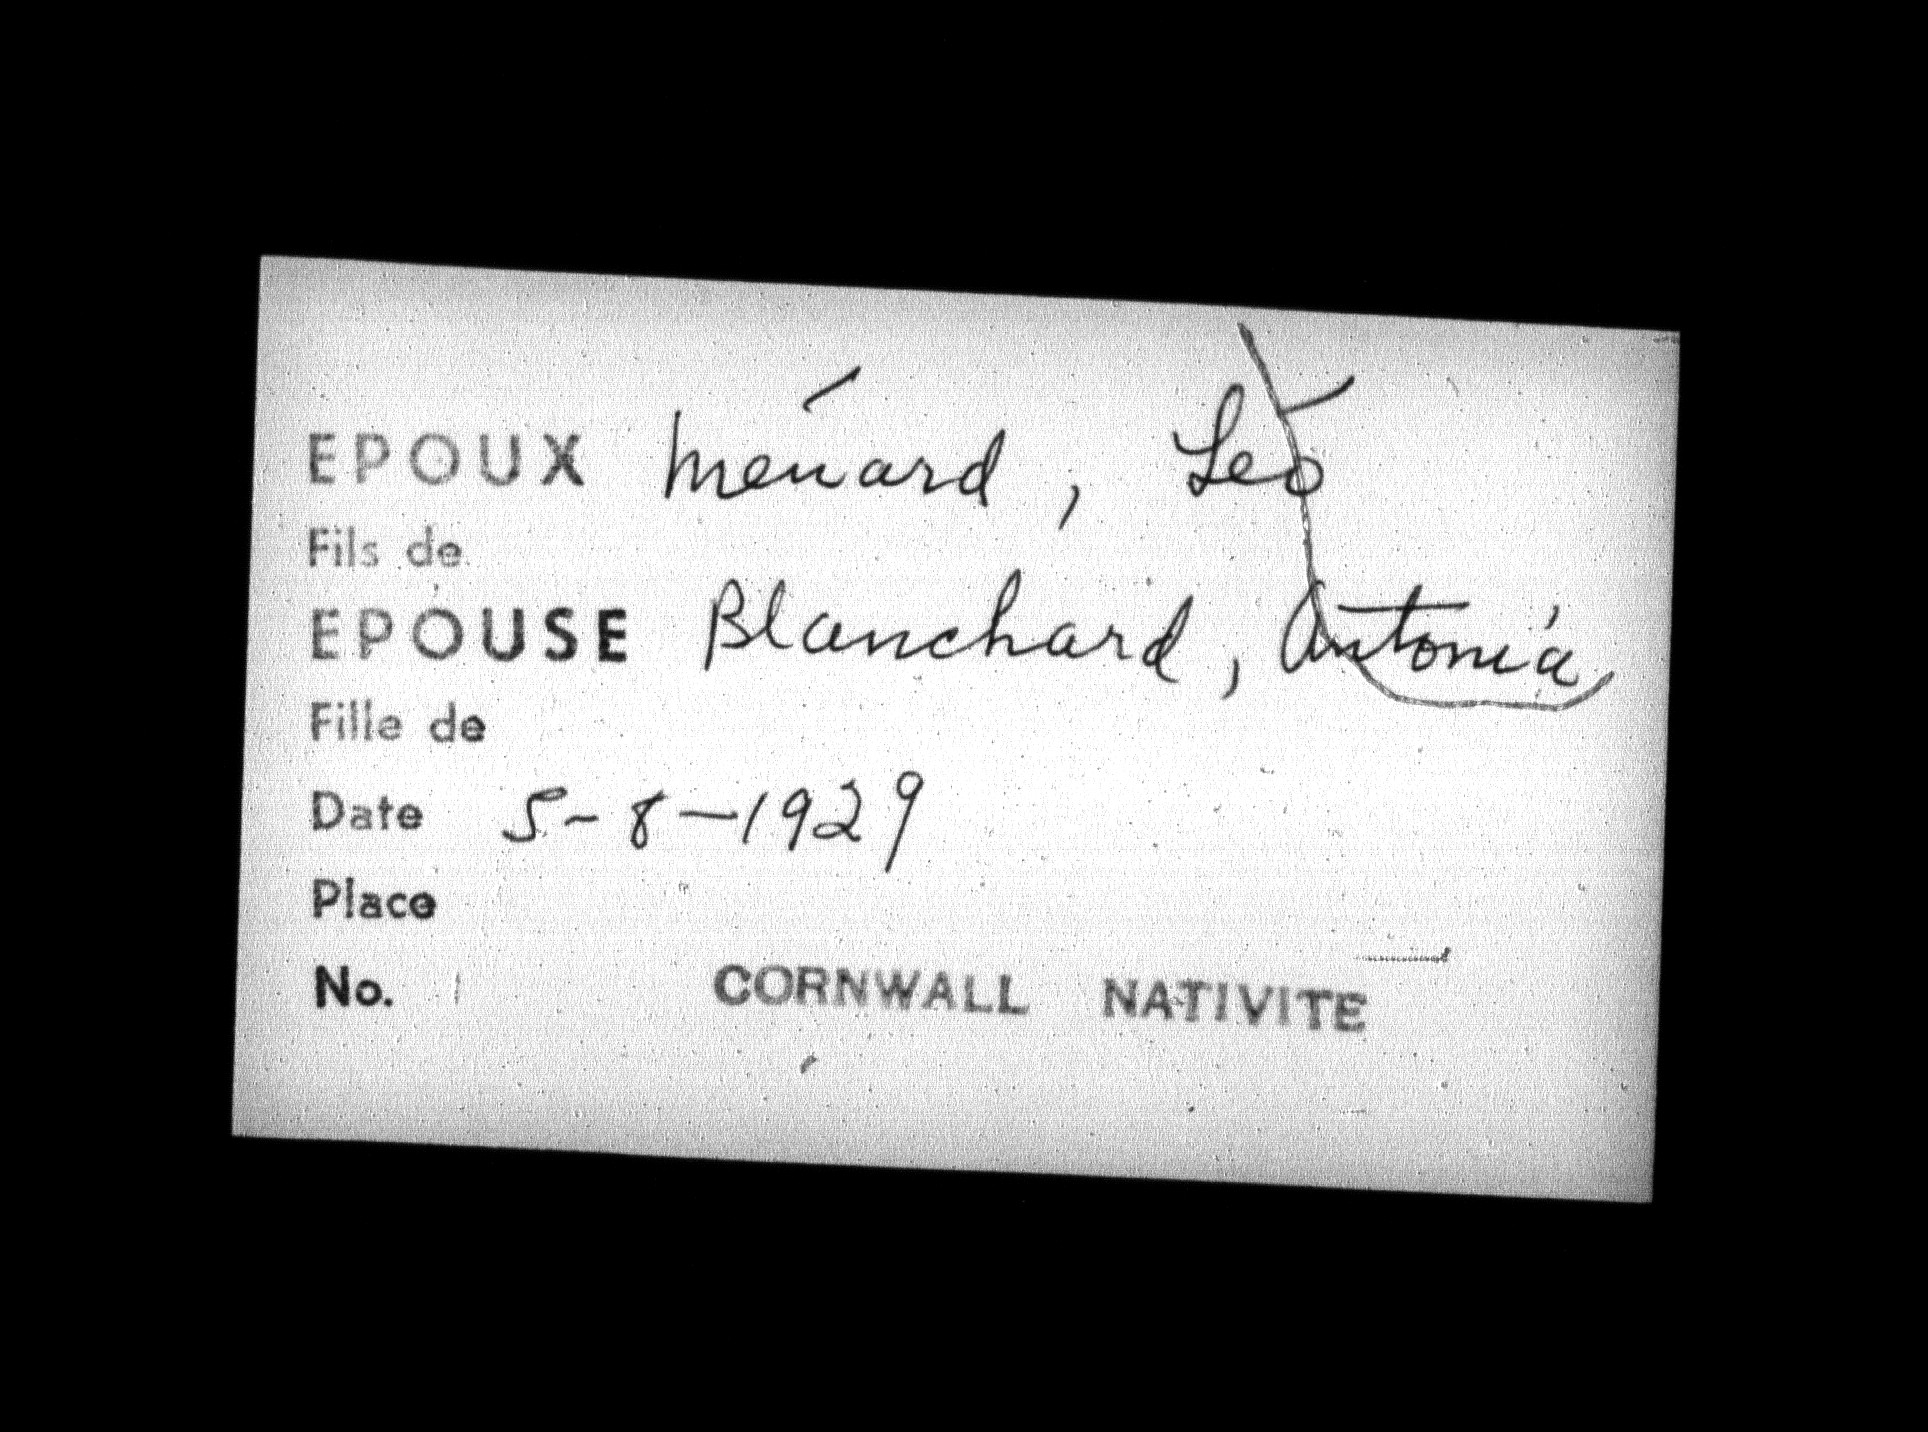 EPOUX Ménard, Léo
Fils de
EPOUSE Blanchard, Antonia
Fille de
Date 5-8-1929
Place
No.
CORNWALL NATIVITE